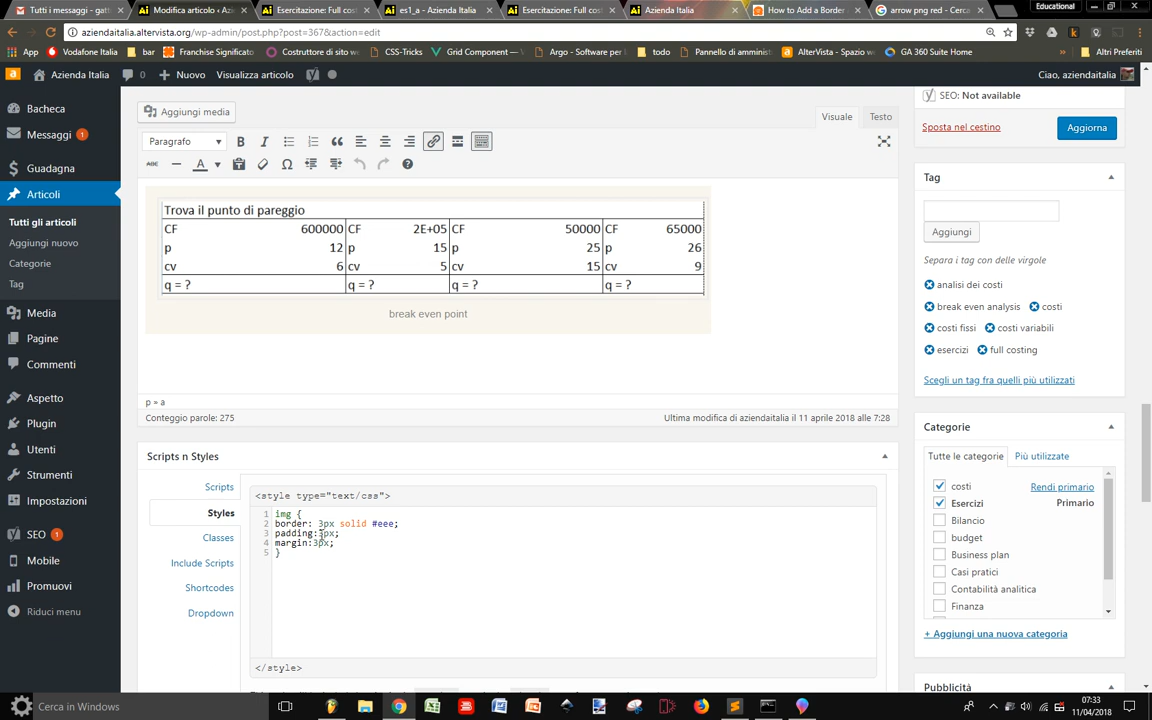 Tutti i messaggi - gatt
Modifica articolo ‹ Azi
Esercitazione: Full cost
es1_a - Azienda Italia
Esercitazione: Full cost
Azienda Italia
How to Add a Border
arrow png red - Cerca
Educational
aziendaitalia.altervista.org/wp-admin/post.php?post=367&action=edit
App
Vodafone Italia
bar
Franchise Significato
Costruttore di sito we
CSS-Tricks
Grid Component —
Argo - Software per l
todo
Pannello di amminist
AlterVista - Spazio w
GA 360 Suite Home
»
Altri Preferiti
Azienda Italia
0
Nuovo
Visualizza articolo
Ciao, aziendaitalia
Bacheca
Messaggi 1
Guadagna
Articoli
Tutti gli articoli
Aggiungi nuovo
Categorie
Tag
Media
Pagine
Commenti
Aspetto
Plugin
Utenti
Strumenti
Impostazioni
SEO 1
Mobile
Promuovi
Riduci menu
Aggiungi media
Visuale
Testo
Paragrafo
B
I
ABC
A
Ω
Trova il punto di pareggio
CF 600000 CF 2E+05 CF 50000 CF 65000
p 12 p 15 p 25 p 26
cv 6 cv 5 cv 15 cv 9
q = ? q = ? q = ? q = ?
break even point
p » a
Conteggio parole: 275
Ultima modifica di aziendaitalia il 11 aprile 2018 alle 7:28
Scripts n Styles
Scripts
Styles
Classes
Include Scripts
Shortcodes
Dropdown
<style type="text/css">
1 img {
2 border: 3px solid #eee;
3 padding:3px;
4 margin:3px;
5 }
</style>
SEO: Not available
Sposta nel cestino
Aggiorna
Tag
Aggiungi
Separa i tag con delle virgole
analisi dei costi
break even analysis
costi
costi fissi
costi variabili
esercizi
full costing
Scegli un tag fra quelli più utilizzati
Categorie
Tutte le categorie
Più utilizzate
costi
Rendi primario
Esercizi
Primario
Bilancio
budget
Business plan
Casi pratici
Contabilità analitica
Finanza
+ Aggiungi una nuova categoria
Pubblicità
Cerca in Windows
07:33
11/04/2018